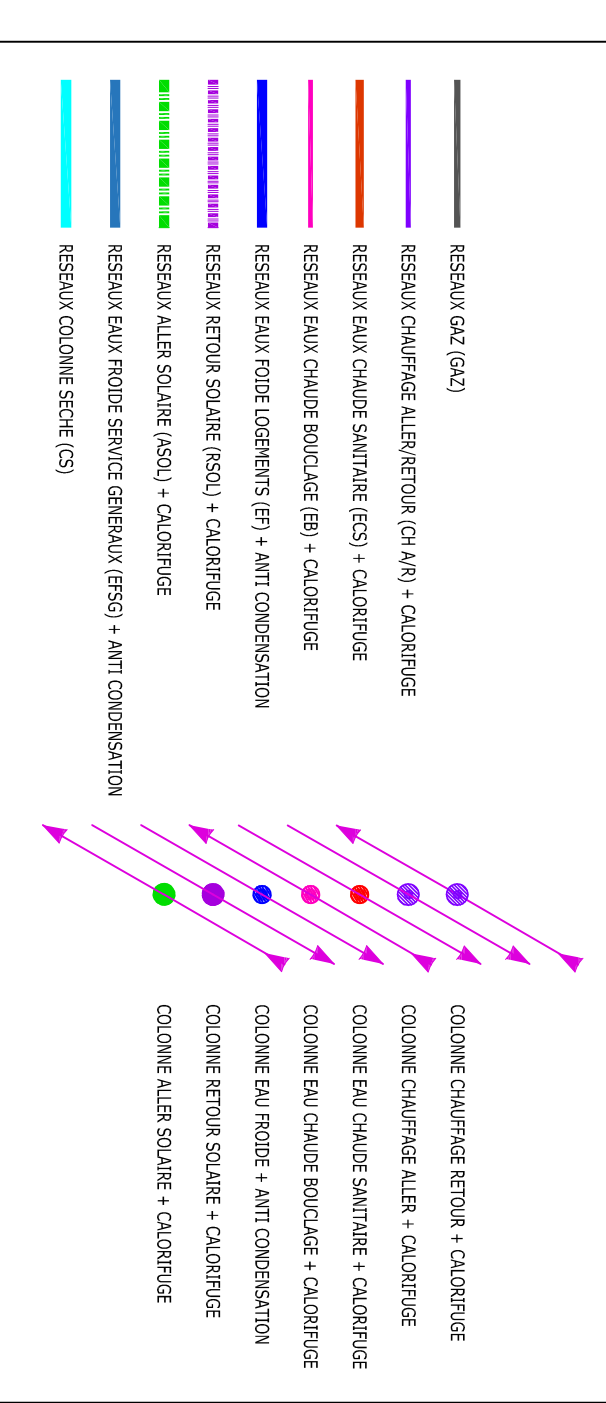 RESEAUX GAZ (GAZ)
RESEAUX CHAUFFAGE ALLER/RETOUR (CH A/R) + CALORIFUGE
RESEAUX EAUX CHAUDE SANITAIRE (ECS) + CALORIFUGE
RESEAUX EAUX CHAUDE BOUCLAGE (EB) + CALORIFUGE
RESEAUX EAUX FOIDE LOGEMENTS (EF) + ANTI CONDENSATION
RESEAUX RETOUR SOLAIRE (RSOL) + CALORIFUGE
RESEAUX ALLER SOLAIRE (ASOL) + CALORIFUGE
RESEAUX EAUX FROIDE SERVICE GENERAUX (EFSG) + ANTI CONDENSATION
RESEAUX COLONNE SECHE (CS)
COLONNE CHAUFFAGE RETOUR + CALORIFUGE
COLONNE CHAUFFAGE ALLER + CALORIFUGE
COLONNE EAU CHAUDE SANITAIRE + CALORIFUGE
COLONNE EAU CHAUDE BOUCLAGE + CALORIFUGE
COLONNE EAU FROIDE + ANTI CONDENSATION
COLONNE RETOUR SOLAIRE + CALORIFUGE
COLONNE ALLER SOLAIRE + CALORIFUGE